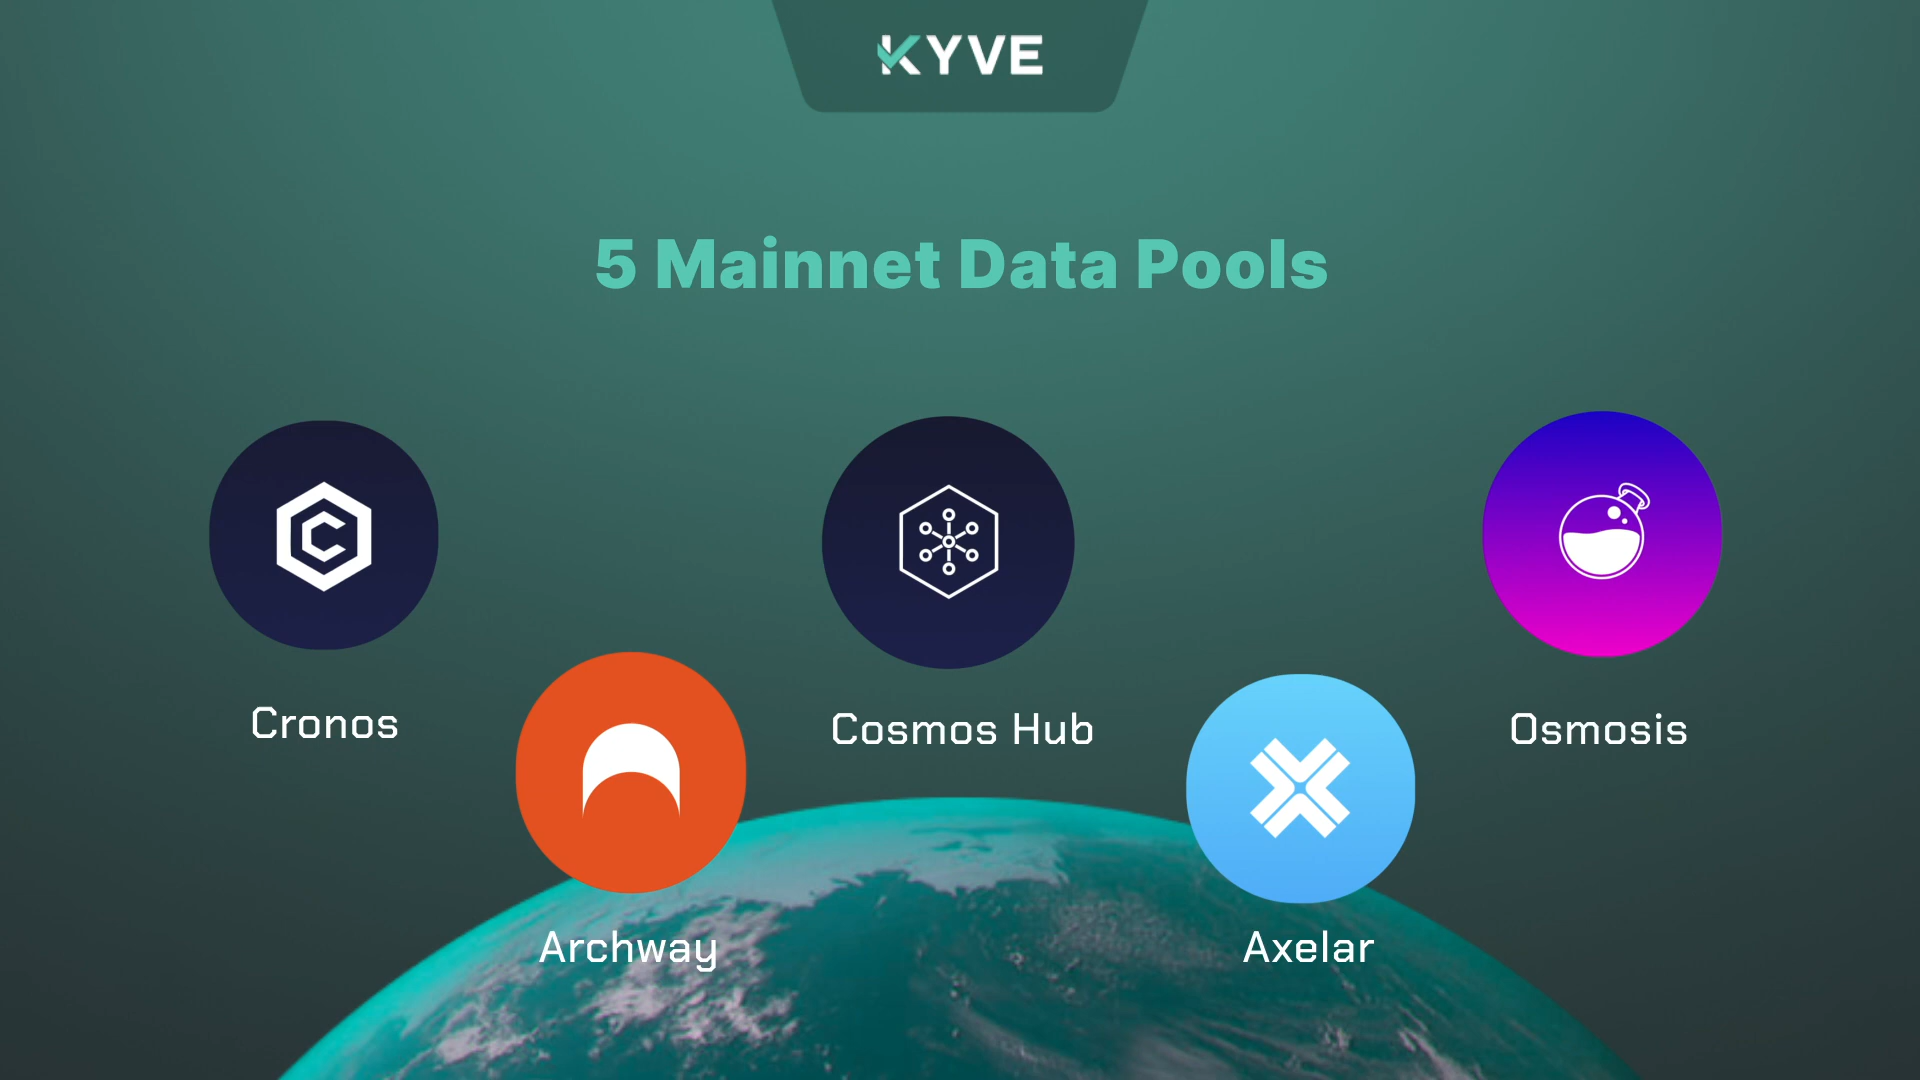 KYVE
5 Mainnet Data Pools
Cronos
Cosmos Hub
Osmosis
Archway
Axelar